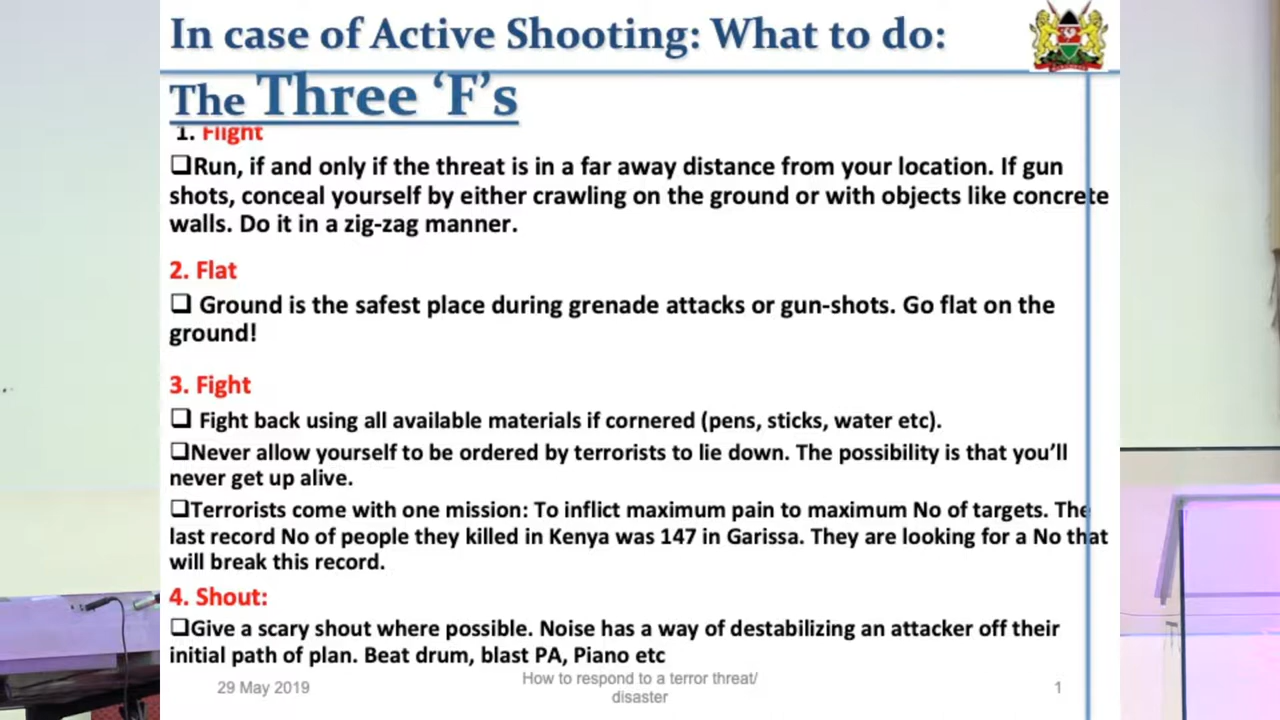 In case of Active Shooting: What to do:
The Three ‘F’s
1. Flight
❑Run, if and only if the threat is in a far away distance from your location. If gun
shots, conceal yourself by either crawling on the ground or with objects like concrete
walls. Do it in a zig-zag manner.
2. Flat
❑ Ground is the safest place during grenade attacks or gun-shots. Go flat on the
ground!
3. Fight
❑ Fight back using all available materials if cornered (pens, sticks, water etc).
❑Never allow yourself to be ordered by terrorists to lie down. The possibility is that you’ll
never get up alive.
❑Terrorists come with one mission: To inflict maximum pain to maximum No of targets. The
last record No of people they killed in Kenya was 147 in Garissa. They are looking for a No that
will break this record.
4. Shout:
❑Give a scary shout where possible. Noise has a way of destabilizing an attacker off their
initial path of plan. Beat drum, blast PA, Piano etc
29 May 2019
How to respond to a terror threat/
disaster
1